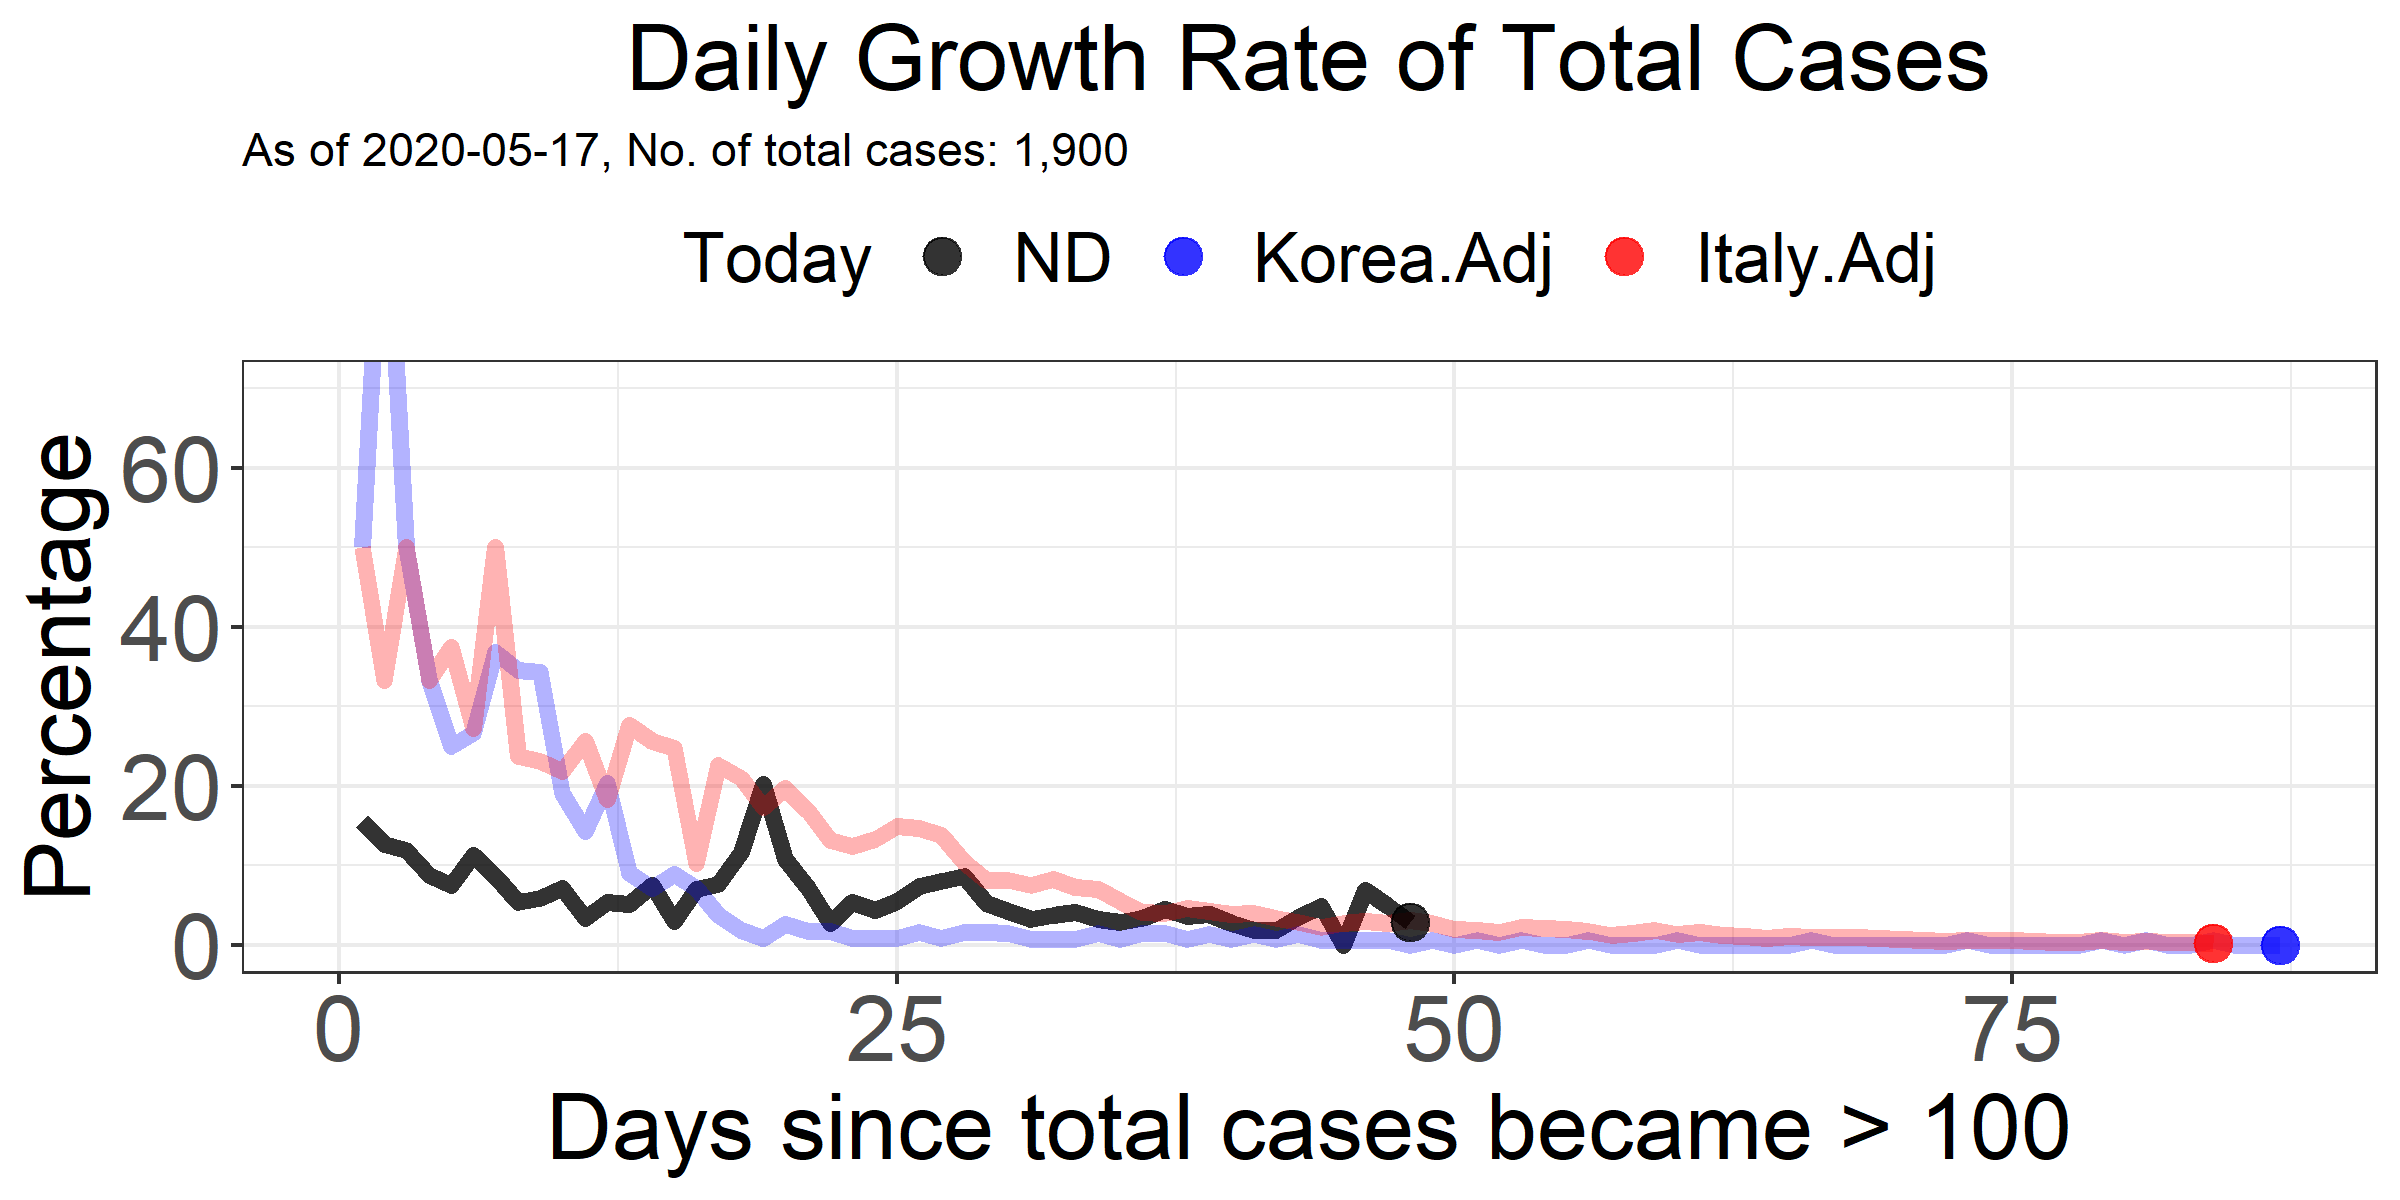 Daily Growth Rate of Total Cases
As of 2020-05-17, No. of total cases: 1,900
Today ND Korea.Adj Italy.Adj
Percentage
60
40
20
0
0 25 50 75
Days since total cases became > 100